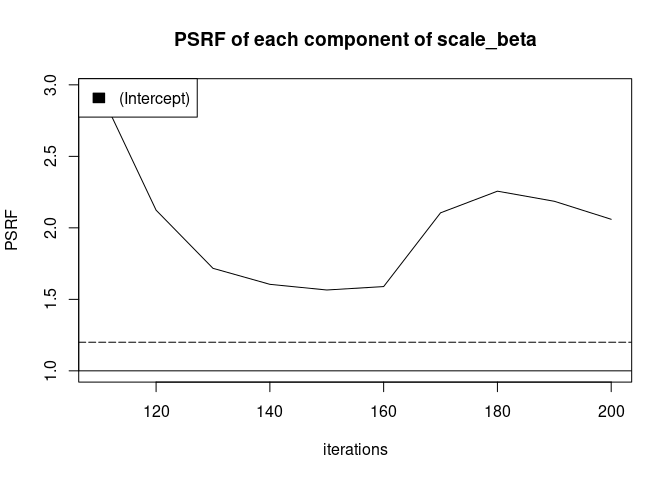 PSRF of each component of scale_beta
(Intercept)
PSRF
3.0
2.5
2.0
1.5
1.0
120 140 160 180 200
iterations